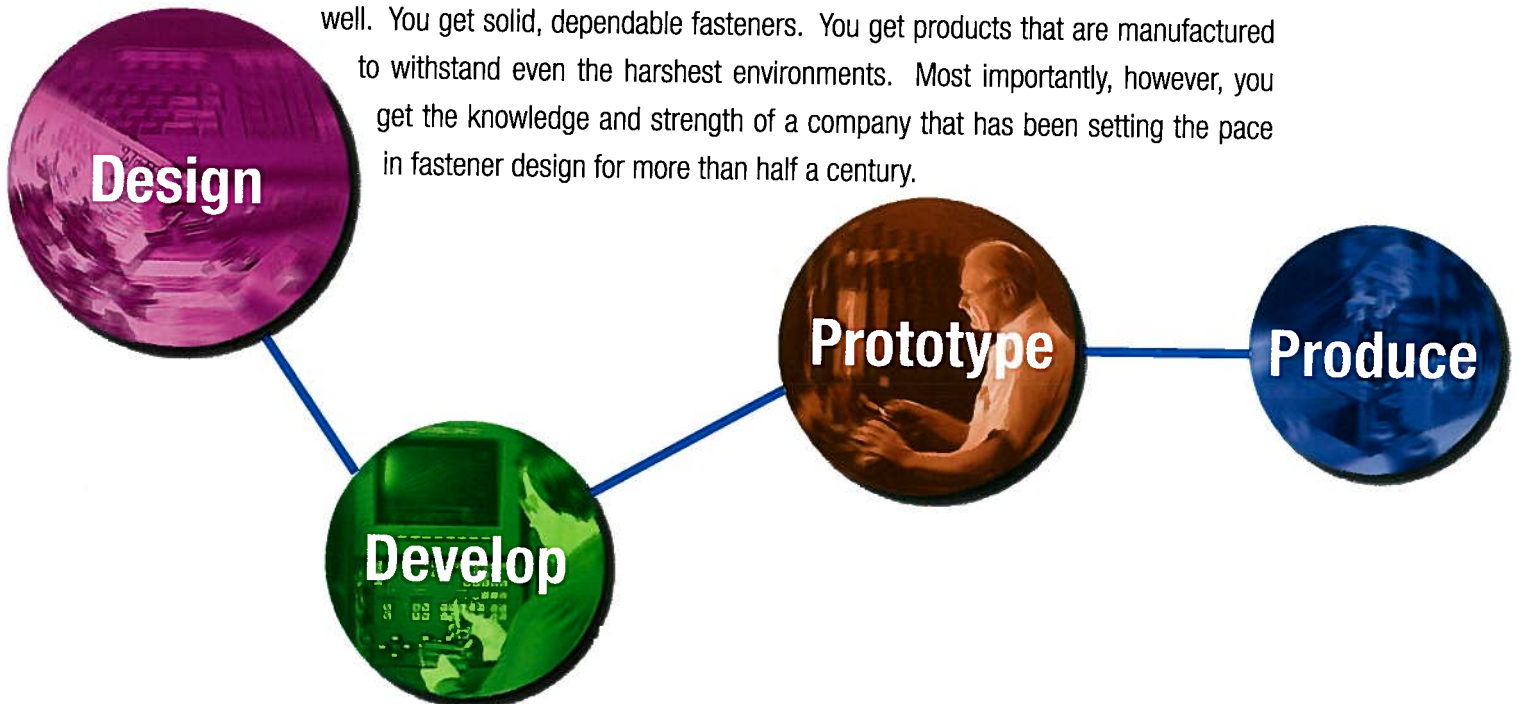 well. You get solid, dependable fasteners. You get products that are manufactured
to withstand even the harshest environments. Most importantly, however, you
get the knowledge and strength of a company that has been setting the pace
in fastener design for more than half a century.
Design
Develop
Prototype
Produce